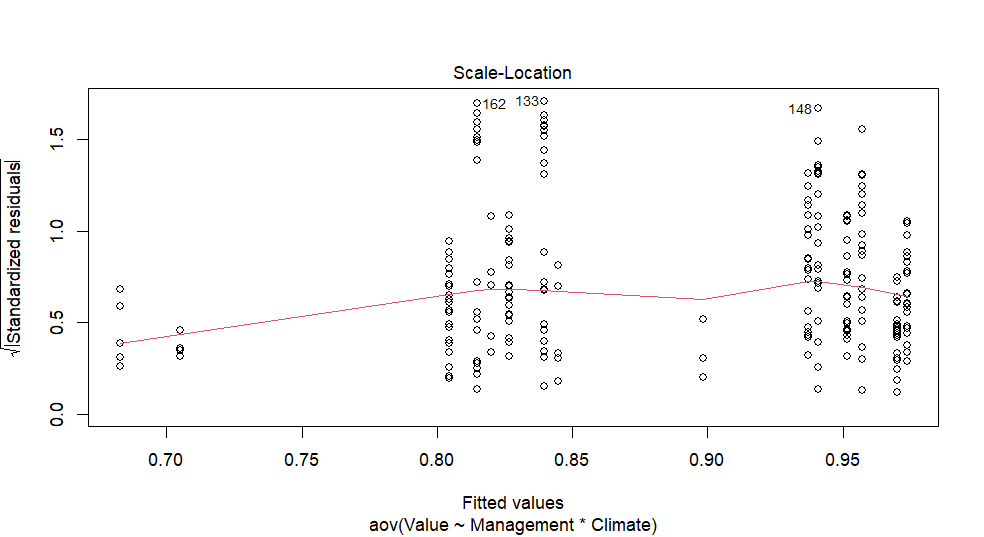 Scale-Location
√|Standardized residuals|
1.5
1.0
0.5
0.0
162
133
148
0.70 0.75 0.80 0.85 0.90 0.95
Fitted values
aov(Value ~ Management * Climate)